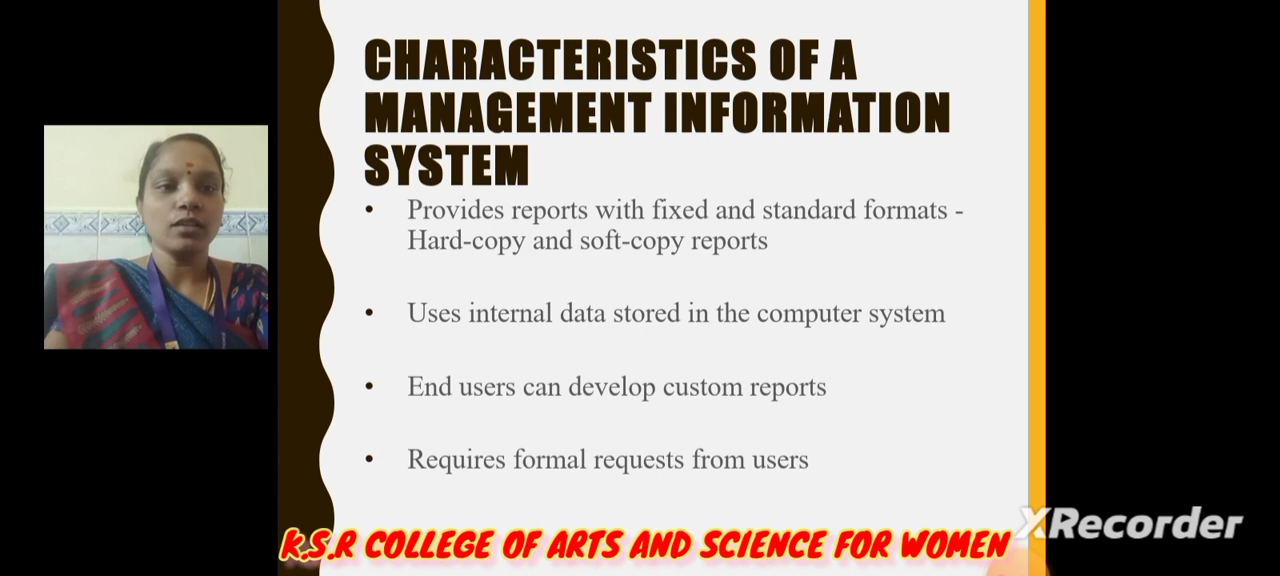 CHARACTERISTICS OF A
MANAGEMENT INFORMATION
SYSTEM
• Provides reports with fixed and standard formats -
Hard-copy and soft-copy reports
• Uses internal data stored in the computer system
• End users can develop custom reports
• Requires formal requests from users
K.S.R COLLEGE OF ARTS AND SCIENCE FOR WOMEN
XRecorder